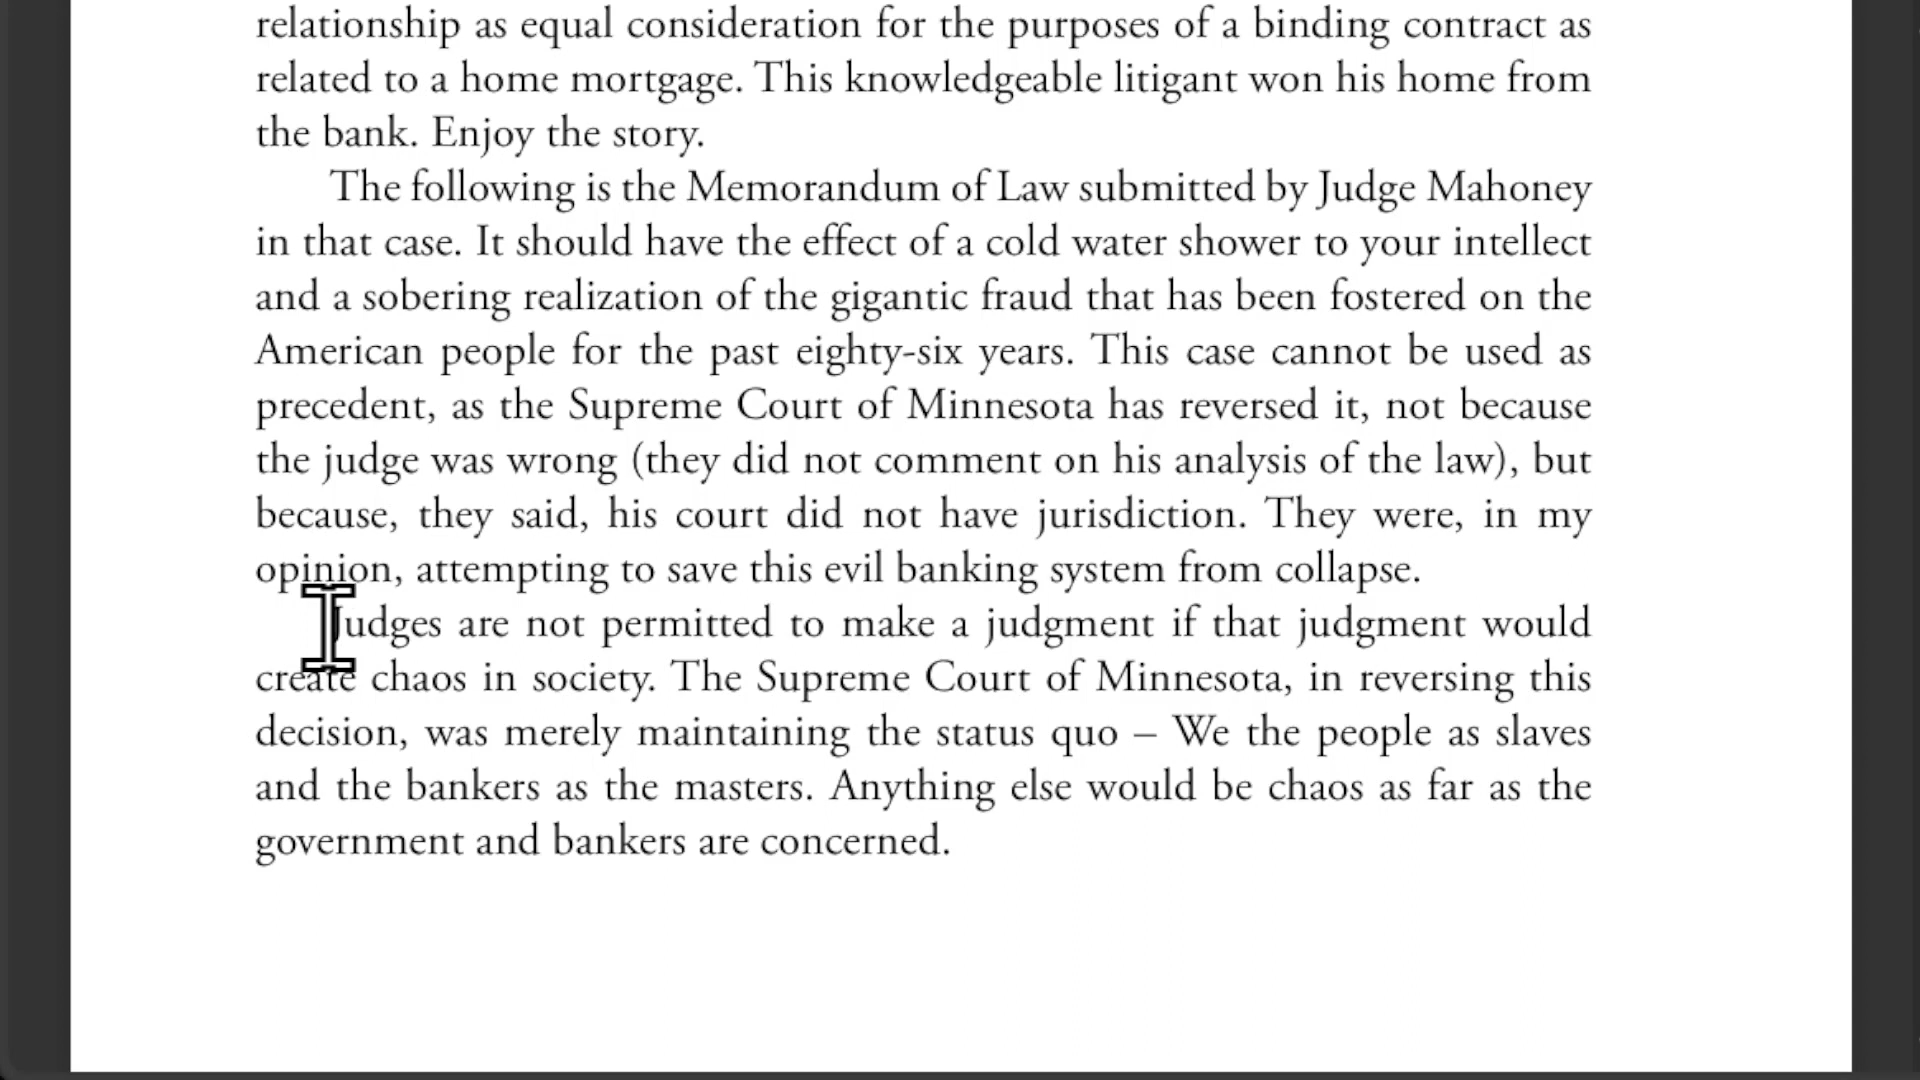 relationship as equal consideration for the purposes of a binding contract as
related to a home mortgage. This knowledgeable litigant won his home from
the bank. Enjoy the story.
The following is the Memorandum of Law submitted by Judge Mahoney
in that case. It should have the effect of a cold water shower to your intellect
and a sobering realization of the gigantic fraud that has been fostered on the
American people for the past eighty-six years. This case cannot be used as
precedent, as the Supreme Court of Minnesota has reversed it, not because
the judge was wrong (they did not comment on his analysis of the law), but
because, they said, his court did not have jurisdiction. They were, in my
opinion, attempting to save this evil banking system from collapse.
Judges are not permitted to make a judgment if that judgment would
create chaos in society. The Supreme Court of Minnesota, in reversing this
decision, was merely maintaining the status quo – We the people as slaves
and the bankers as the masters. Anything else would be chaos as far as the
government and bankers are concerned.